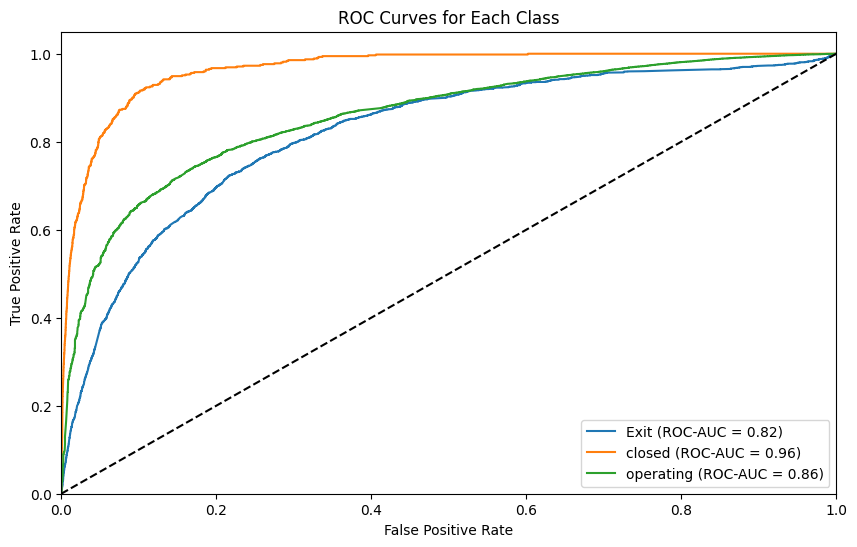 ROC Curves for Each Class
True Positive Rate
1.0
0.8
0.6
0.4
0.2
0.0
Exit (ROC-AUC = 0.82)
closed (ROC-AUC = 0.96)
operating (ROC-AUC = 0.86)
0.0 0.2 0.4 0.6 0.8 1.0
False Positive Rate